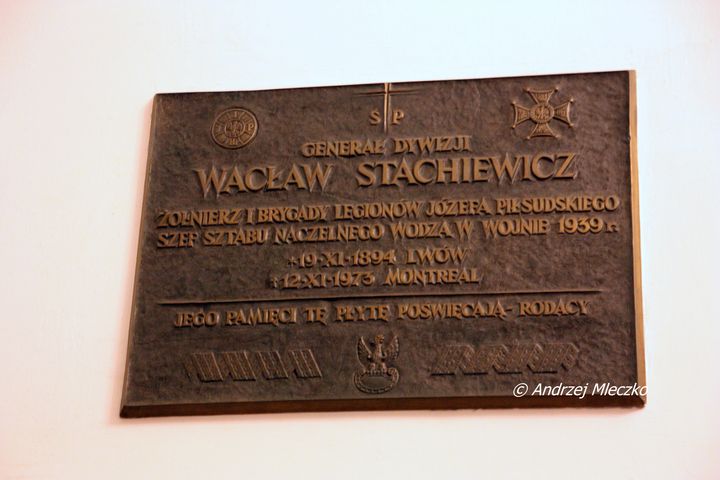 S P
GENERAŁ DYWIZJI
WACŁAW STACHIEWICZ
ŻOŁNIERZ I BRYGADY LEGIONÓW JÓZEFA PIŁSUDSKIEGO
SZEF SZTABU NACZELNEGO WODZA W WOJNIE 1939 r.
* 19·XI·1894 LWÓW
† 12·XI·1973 MONTREAL
JEGO PAMIĘCI TĘ PŁYTĘ POŚWIĘCAJĄ - RODACY
© Andrzej Mleczko